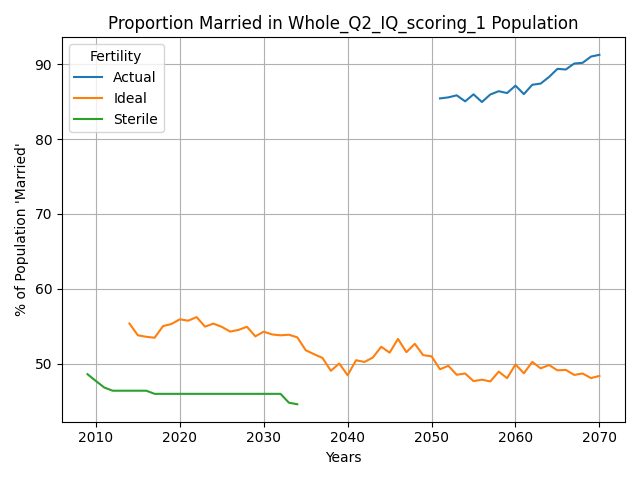 Proportion Married in Whole_Q2_IQ_scoring_1 Population
Fertility
Actual
Ideal
Sterile
% of Population 'Married'
90
80
70
60
50
2010 2020 2030 2040 2050 2060 2070
Years